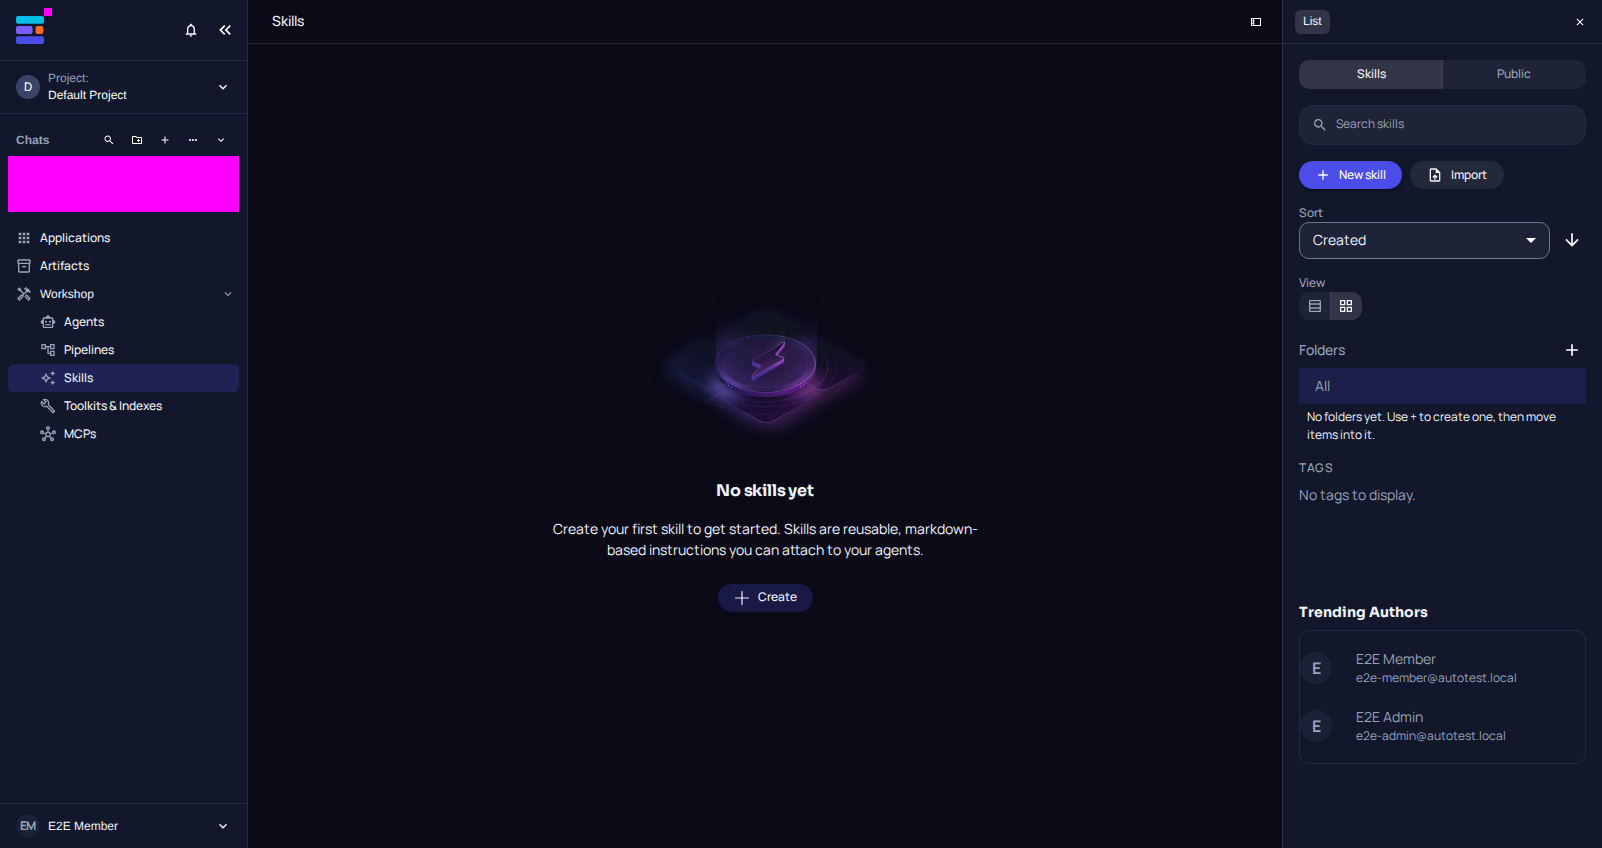 Skills
List
D
Project:
Default Project
Chats
Applications
Artifacts
Workshop
Agents
Pipelines
Skills
Toolkits & Indexes
MCPs
EM
E2E Member
No skills yet
Create your first skill to get started. Skills are reusable, markdown-
based instructions you can attach to your agents.
Create
Skills
Public
Search skills
New skill
Import
Sort
Created
View
Folders
All
No folders yet. Use + to create one, then move
items into it.
TAGS
No tags to display.
Trending Authors
E
E2E Member
e2e-member@autotest.local
E
E2E Admin
e2e-admin@autotest.local